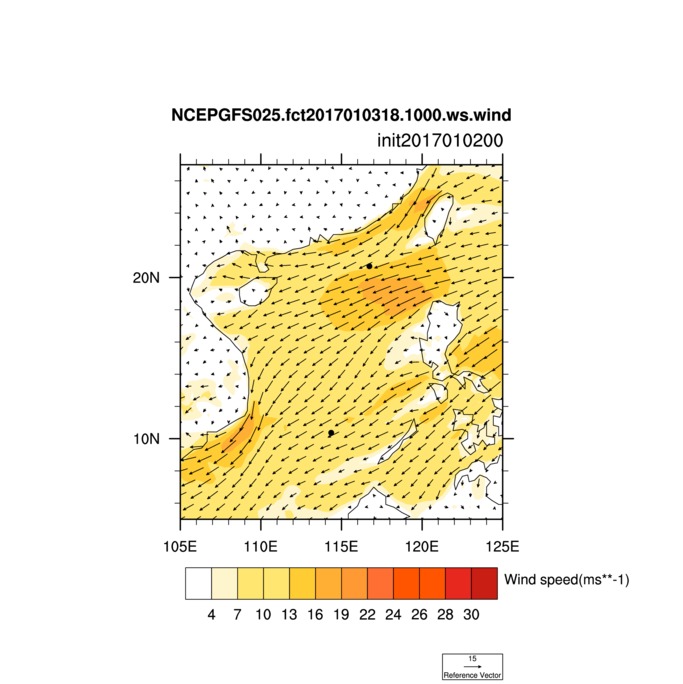 NCEPGFS025.fct2017010318.1000.ws.wind
init2017010200
20N
10N
105E 110E 115E 120E 125E
Wind speed(ms**-1)
4 7 10 13 16 19 22 24 26 28 30
15
Reference Vector